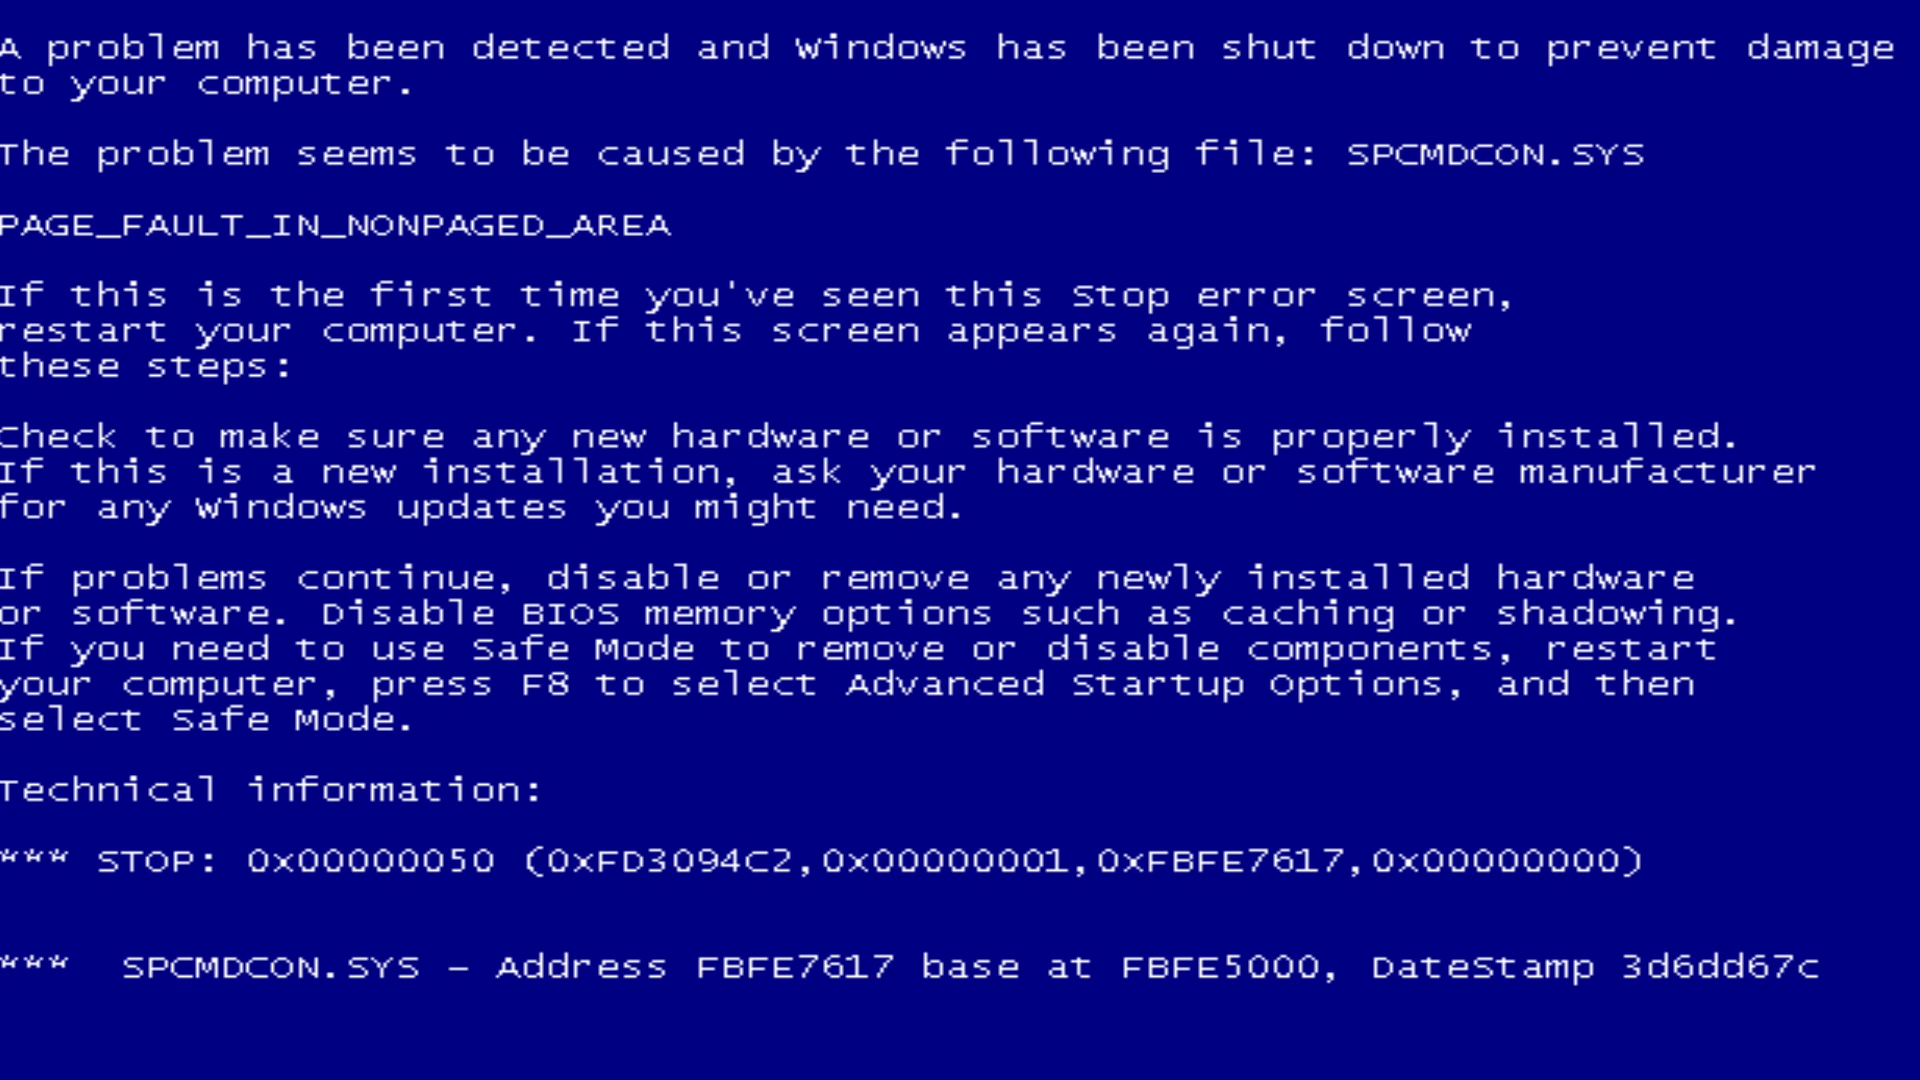 A problem has been detected and Windows has been shut down to prevent damage
to your computer.
The problem seems to be caused by the following file: SPCMDCON.SYS
PAGE_FAULT_IN_NONPAGED_AREA
If this is the first time you've seen this Stop error screen,
restart your computer. If this screen appears again, follow
these steps:
Check to make sure any new hardware or software is properly installed.
If this is a new installation, ask your hardware or software manufacturer
for any Windows updates you might need.
If problems continue, disable or remove any newly installed hardware
or software. Disable BIOS memory options such as caching or shadowing.
If you need to use Safe Mode to remove or disable components, restart
your computer, press F8 to select Advanced Startup Options, and then
select Safe Mode.
Technical information:
*** STOP: 0x00000050 (0xFD3094C2,0x00000001,0xFBFE7617,0x00000000)
***  SPCMDCON.SYS – Address FBFE7617 base at FBFE5000, DateStamp 3d6dd67c